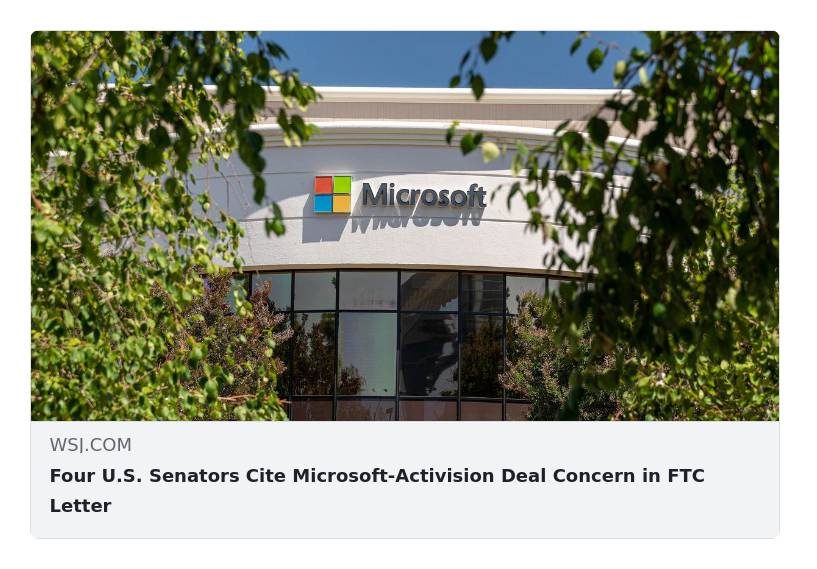 Microsoft
WSJ.COM
Four U.S. Senators Cite Microsoft-Activision Deal Concern in FTC
Letter